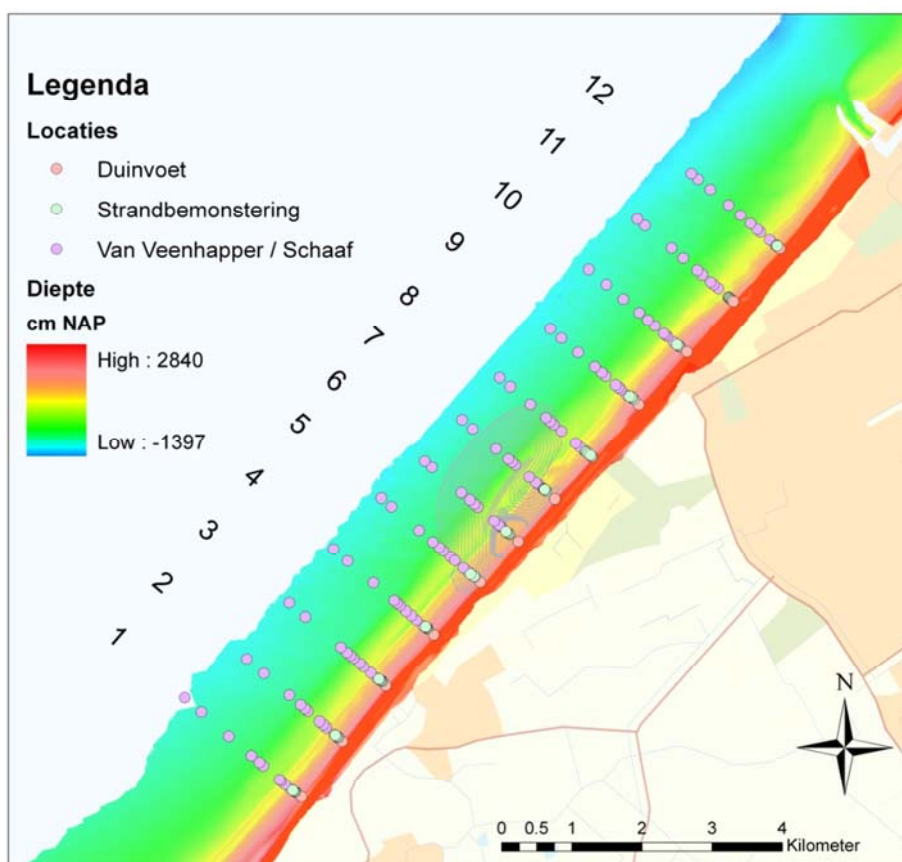 Legenda
Locaties
Duinvoet
Strandbemonstering
Van Veenhapper / Schaaf
Diepte
cm NAP
High : 2840
Low : -1397
12
11
10
9
8
7
6
5
4
3
2
1
N
0 0.5 1 2 3 4
Kilometer